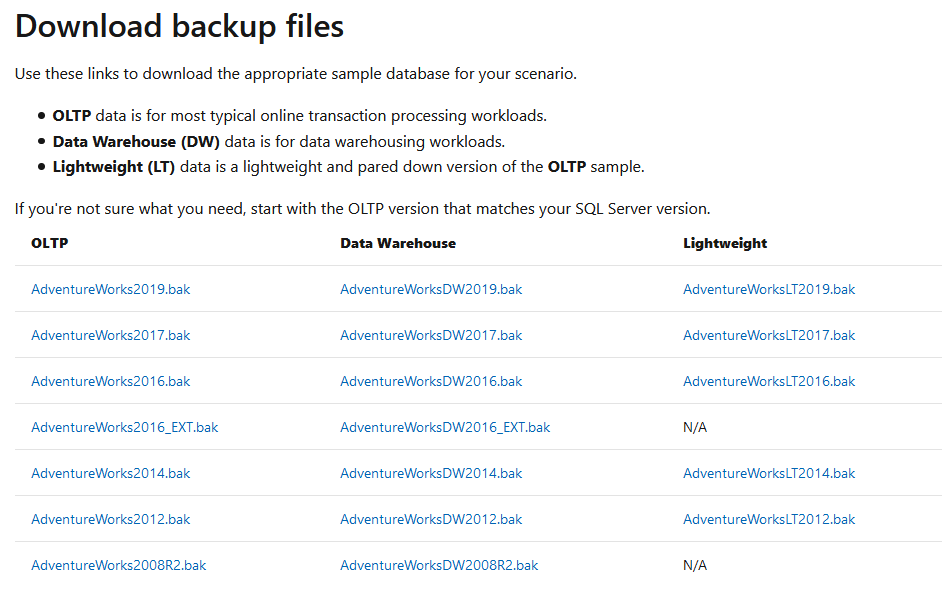 Download backup files
Use these links to download the appropriate sample database for your scenario.
• OLTP data is for most typical online transaction processing workloads.
• Data Warehouse (DW) data is for data warehousing workloads.
• Lightweight (LT) data is a lightweight and pared down version of the OLTP sample.
If you're not sure what you need, start with the OLTP version that matches your SQL Server version.
OLTP Data Warehouse Lightweight
AdventureWorks2019.bak AdventureWorksDW2019.bak AdventureWorksLT2019.bak
AdventureWorks2017.bak AdventureWorksDW2017.bak AdventureWorksLT2017.bak
AdventureWorks2016.bak AdventureWorksDW2016.bak AdventureWorksLT2016.bak
AdventureWorks2016_EXT.bak AdventureWorksDW2016_EXT.bak N/A
AdventureWorks2014.bak AdventureWorksDW2014.bak AdventureWorksLT2014.bak
AdventureWorks2012.bak AdventureWorksDW2012.bak AdventureWorksLT2012.bak
AdventureWorks2008R2.bak AdventureWorksDW2008R2.bak N/A